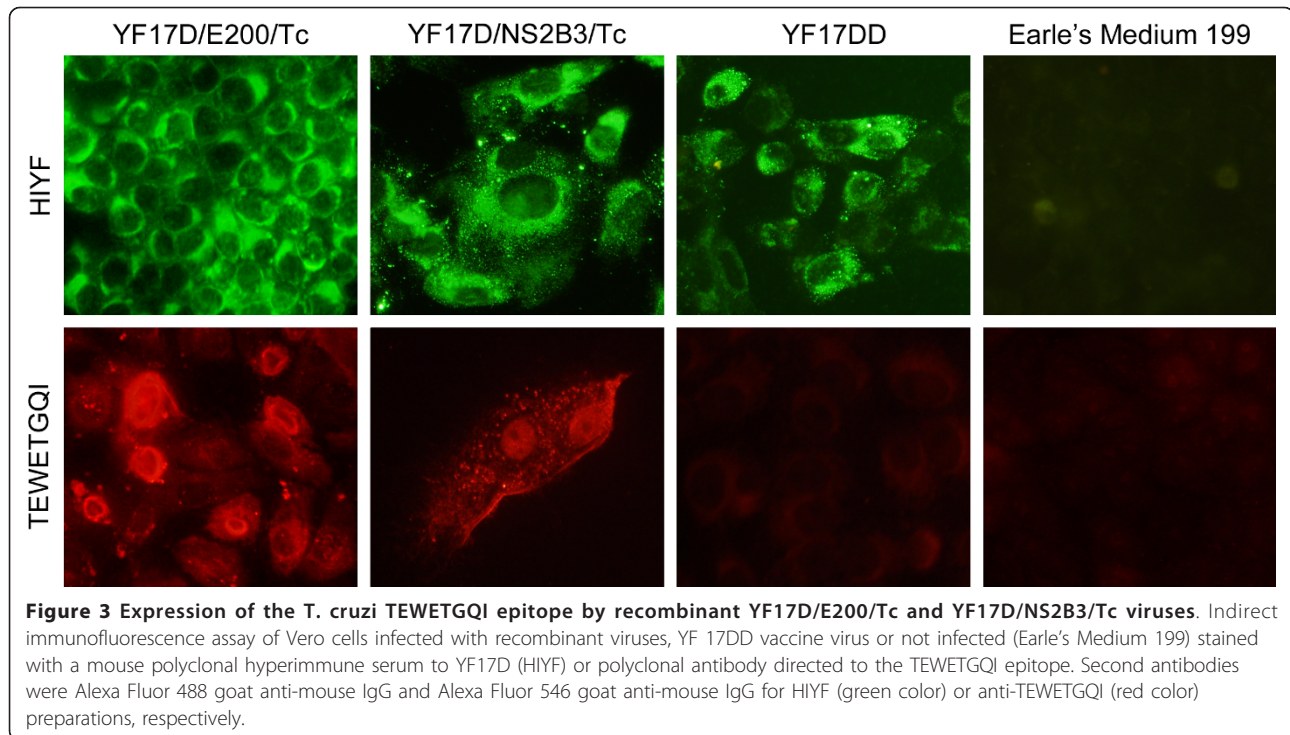 YF17D/E200/Tc YF17D/NS2B3/Tc YF17DD Earle's Medium 199
HIYF
TEWETGQI
Figure 3 Expression of the T. cruzi TEWETGQI epitope by recombinant YF17D/E200/Tc and YF17D/NS2B3/Tc viruses. Indirect
immunofluorescence assay of Vero cells infected with recombinant viruses, YF 17DD vaccine virus or not infected (Earle's Medium 199) stained
with a mouse polyclonal hyperimmune serum to YF17D (HIYF) or polyclonal antibody directed to the TEWETGQI epitope. Second antibodies
were Alexa Fluor 488 goat anti-mouse IgG and Alexa Fluor 546 goat anti-mouse IgG for HIYF (green color) or anti-TEWETGQI (red color)
preparations, respectively.